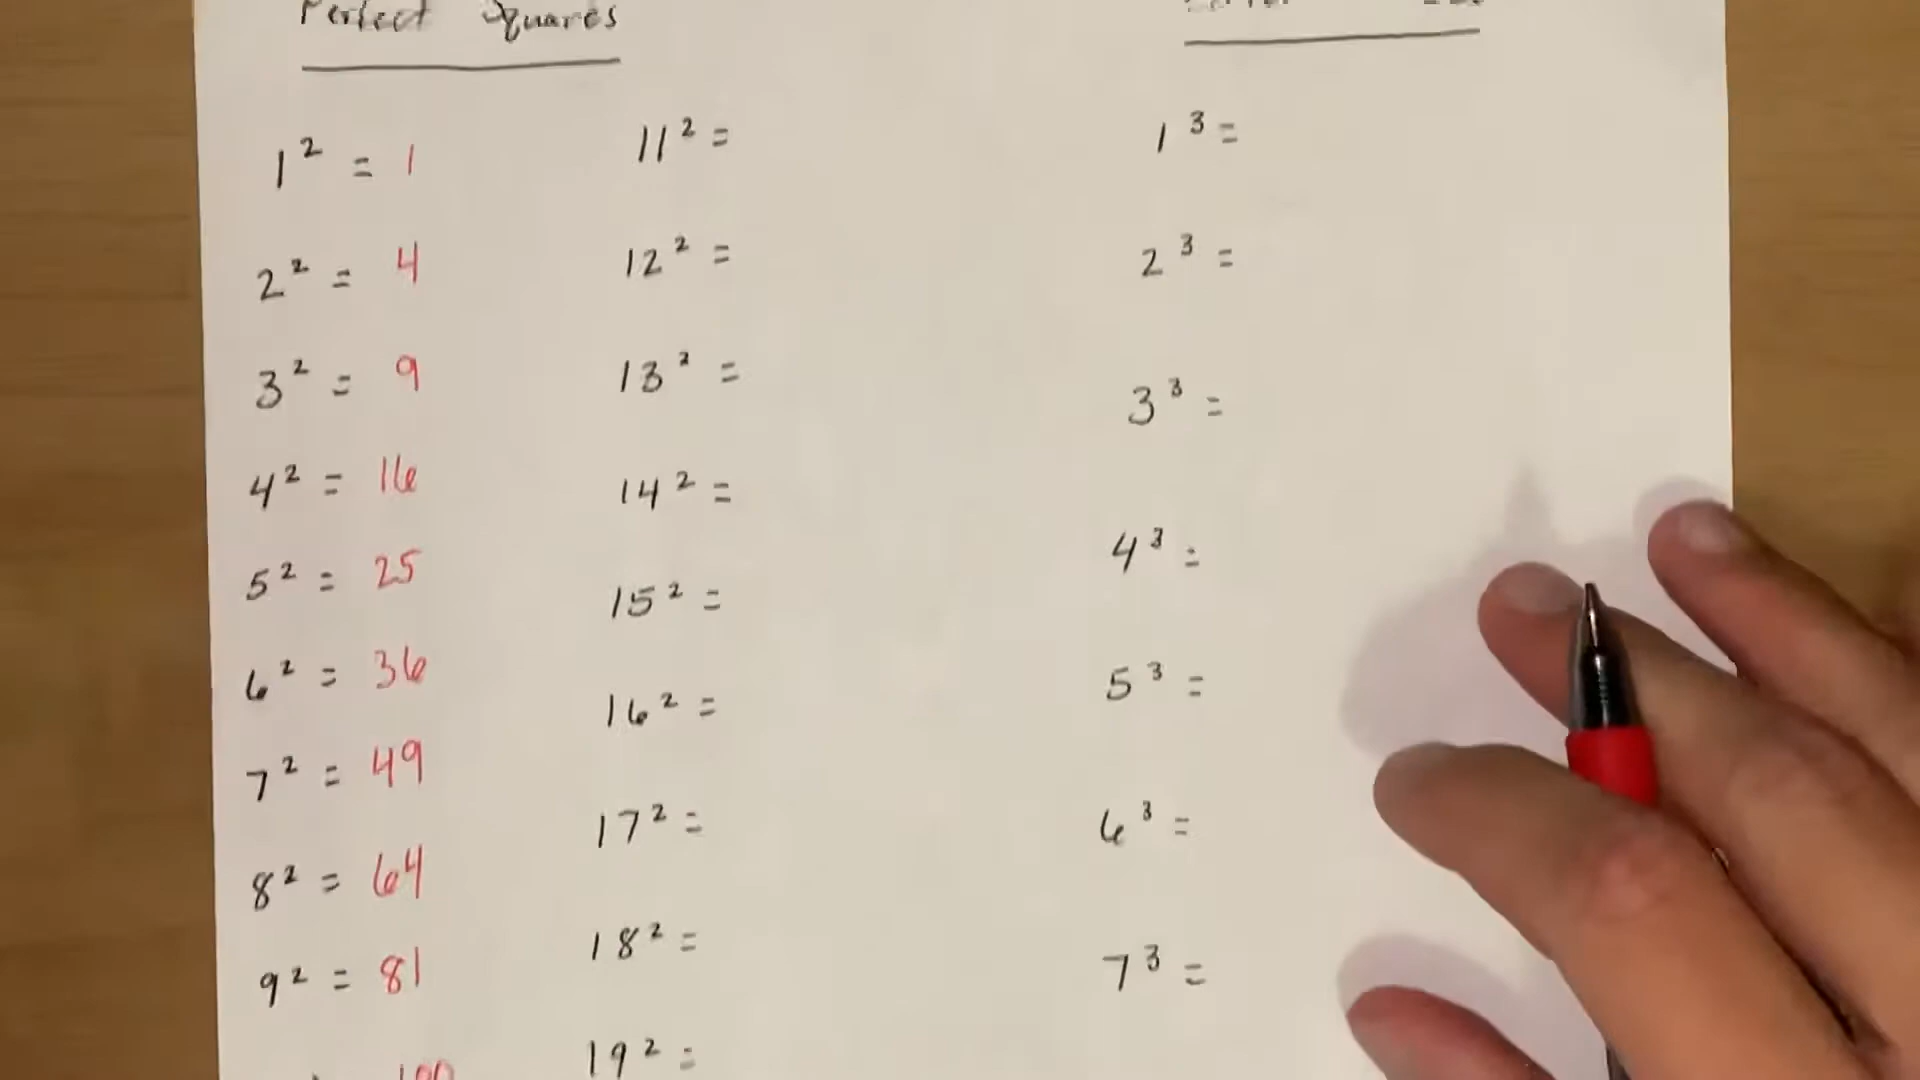 Perfect Squares
1² = 1
2² = 4
3² = 9
4² = 16
5² = 25
6² = 36
7² = 49
8² = 64
9² = 81
100
11² =
12² =
13² =
14² =
15² =
16² =
17² =
18² =
19² =
1³ =
2³ =
3³ =
4³ =
5³ =
6³ =
7³ =